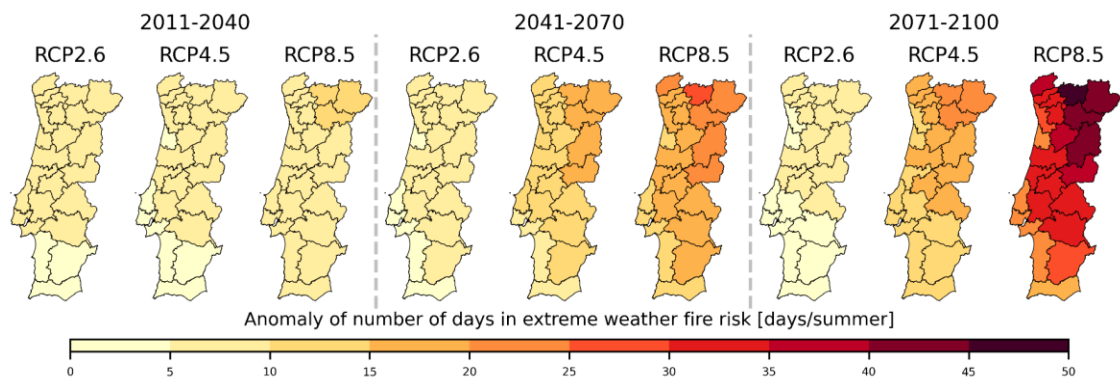 2011-2040 2041-2070 2071-2100
RCP2.6 RCP4.5 RCP8.5 RCP2.6 RCP4.5 RCP8.5 RCP2.6 RCP4.5 RCP8.5
Anomaly of number of days in extreme weather fire risk [days/summer]
0 5 10 15 20 25 30 35 40 45 50